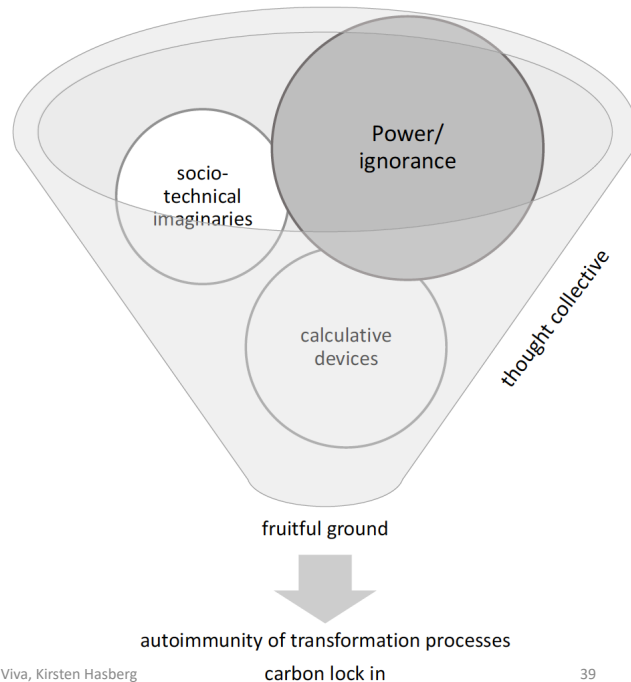 Power/
ignorance
socio-
technical
imaginaries
calculative
devices
thought collective
fruitful ground
autoimmunity of transformation processes
Viva, Kirsten Hasberg
carbon lock in
39